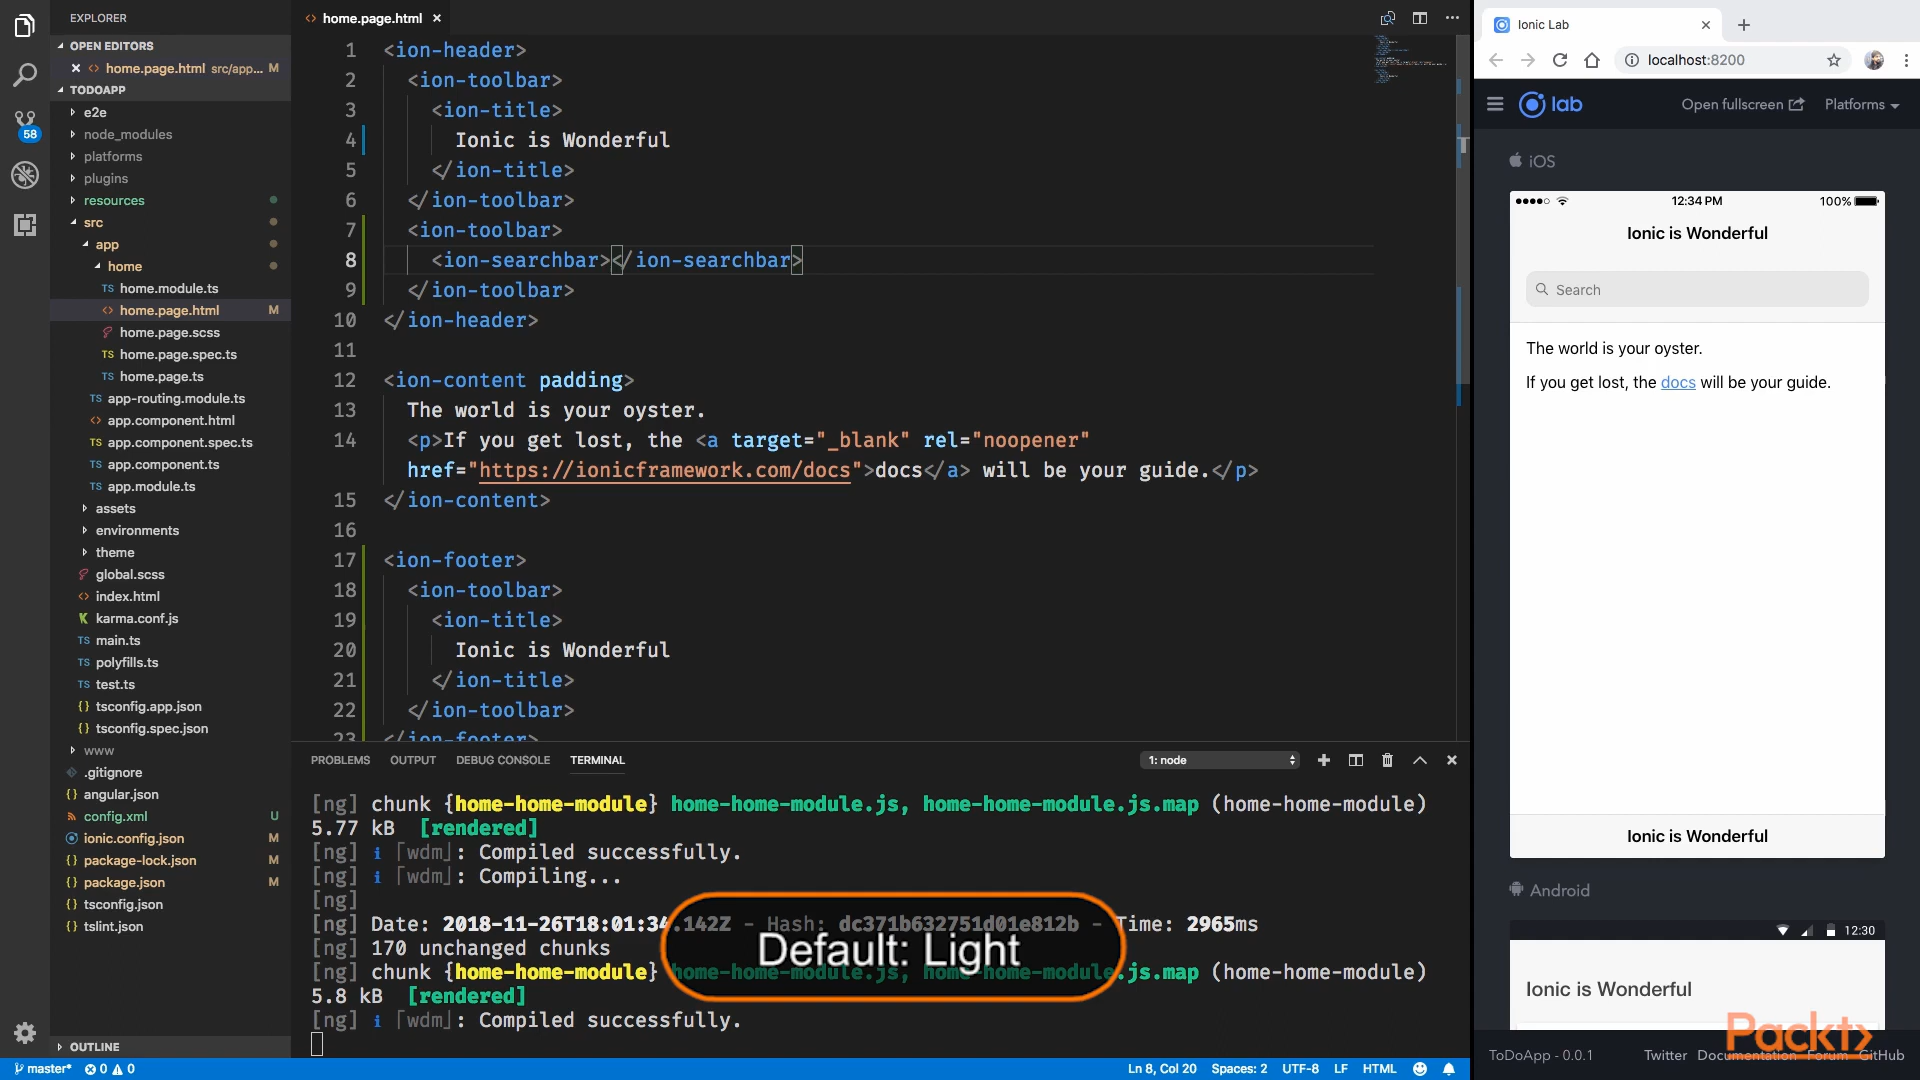 EXPLORER
OPEN EDITORS
home.page.html src/app... M
TODOAPP
e2e
node_modules
platforms
plugins
resources
src
app
home
TS home.module.ts
home.page.html M
home.page.scss
TS home.page.spec.ts
TS home.page.ts
TS app-routing.module.ts
app.component.html
TS app.component.spec.ts
TS app.component.ts
TS app.module.ts
assets
environments
theme
global.scss
index.html
karma.conf.js
TS main.ts
TS polyfills.ts
TS test.ts
{} tsconfig.app.json
{} tsconfig.spec.json
www
.gitignore
{} angular.json
config.xml U
ionic.config.json M
{} package-lock.json M
{} package.json M
{} tsconfig.json
{} tslint.json
OUTLINE
58
home.page.html
1 <ion-header>
2 <ion-toolbar>
3 <ion-title>
4 Ionic is Wonderful
5 </ion-title>
6 </ion-toolbar>
7 <ion-toolbar>
8 <ion-searchbar></ion-searchbar>
9 </ion-toolbar>
10 </ion-header>
11
12 <ion-content padding>
13 The world is your oyster.
14 <p>If you get lost, the <a target="_blank" rel="noopener"
href="https://ionicframework.com/docs">docs</a> will be your guide.</p>
15 </ion-content>
16
17 <ion-footer>
18 <ion-toolbar>
19 <ion-title>
20 Ionic is Wonderful
21 </ion-title>
22 </ion-toolbar>
23 </ion-footer>
PROBLEMS OUTPUT DEBUG CONSOLE TERMINAL 1: node
[ng] chunk {home-home-module} home-home-module.js, home-home-module.js.map (home-home-module)
5.77 kB [rendered]
[ng] ℹ ｢wdm｣: Compiled successfully.
[ng] ℹ ｢wdm｣: Compiling...
[ng]
[ng] Date: 2018-11-26T18:01:34.142Z - Hash: dc371b632751d01e812b - Time: 2965ms
[ng] 170 unchanged chunks
[ng] chunk {home-home-module} home-home-module.js, home-home-module.js.map (home-home-module)
5.8 kB [rendered]
[ng] ℹ ｢wdm｣: Compiled successfully.
Default: Light
master* 0 0 Ln 8, Col 20 Spaces: 2 UTF-8 LF HTML
Ionic Lab
localhost:8200
lab Open fullscreen Platforms
iOS
12:34 PM 100%
Ionic is Wonderful
Search
The world is your oyster.
If you get lost, the docs will be your guide.
Ionic is Wonderful
Android
12:30
Ionic is Wonderful
Packt
ToDoApp - 0.0.1 Twitter Documentation Forum GitHub